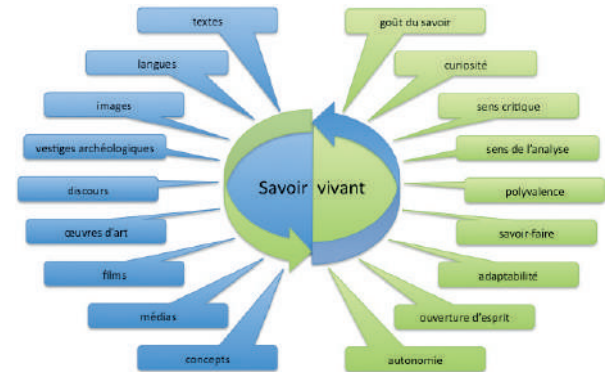 textes
langues
images
vestiges archéologiques
discours
œuvres d'art
films
médias
concepts
Savoir vivant
goût du savoir
curiosité
sens critique
sens de l'analyse
polyvalence
savoir-faire
adaptabilité
ouverture d'esprit
autonomie